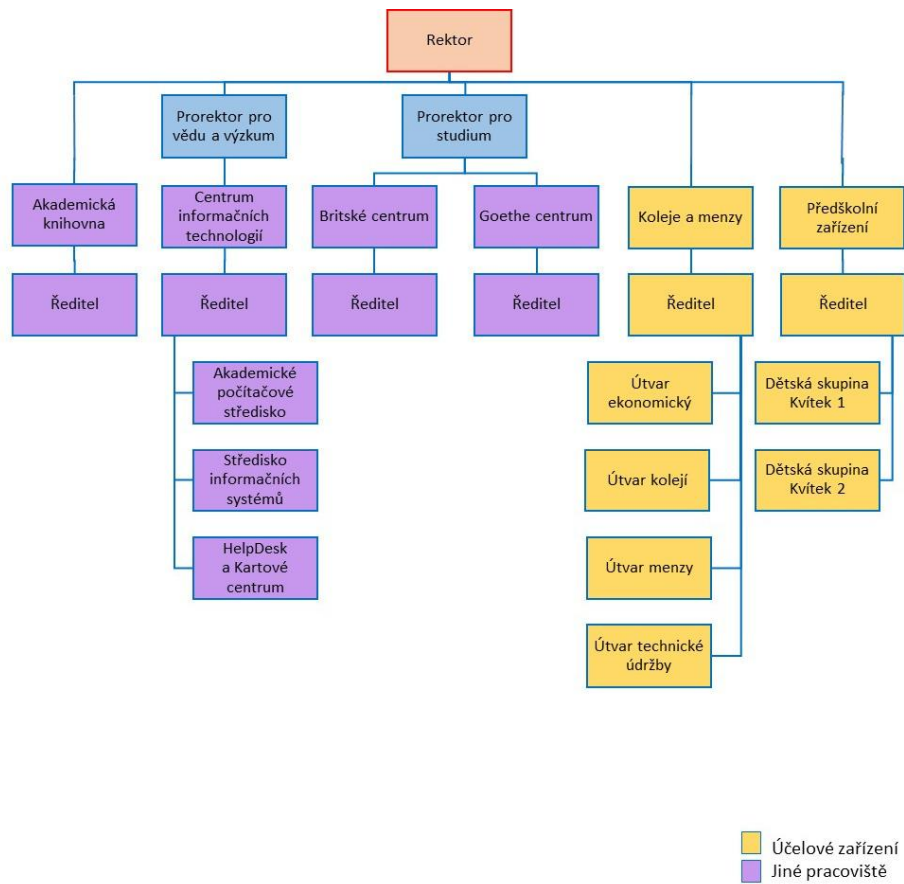 Rektor
Prorektor pro
vědu a výzkum
Prorektor pro
studium
Akademická
knihovna
Centrum
informačních
technologií
Britské centrum
Goethe centrum
Koleje a menzy
Předškolní
zařízení
Ředitel
Ředitel
Ředitel
Ředitel
Ředitel
Ředitel
Akademické
počítačové
středisko
Útvar
ekonomický
Dětská skupina
Kvítek 1
Středisko
informačních
systémů
Útvar kolejí
Dětská skupina
Kvítek 2
HelpDesk
a Kartové
centrum
Útvar menzy
Útvar technické
údržby
Účelové zařízení
Jiné pracoviště